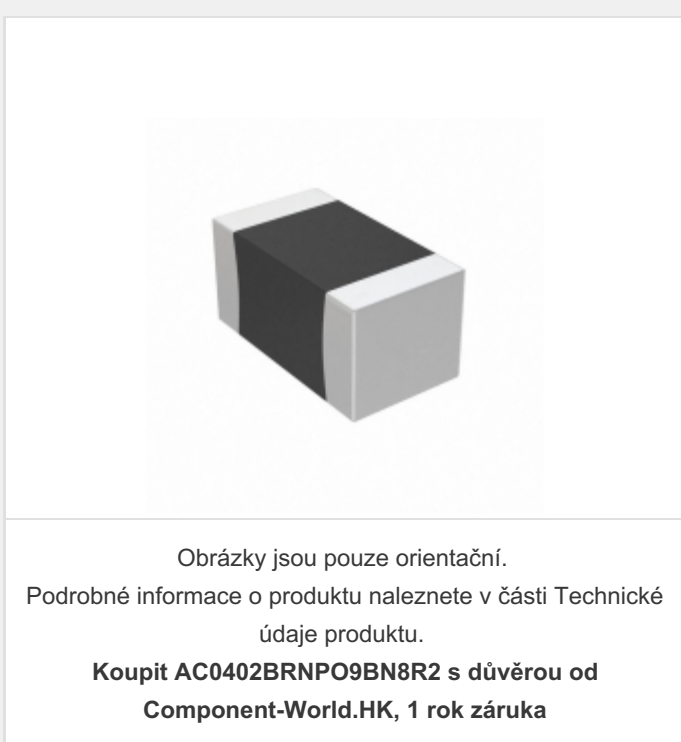 Obrázky jsou pouze orientační.
Podrobné informace o produktu naleznete v části Technické
údaje produktu.
Koupit AC0402BRNPO9BN8R2 s důvěrou od
Component-World.HK, 1 rok záruka